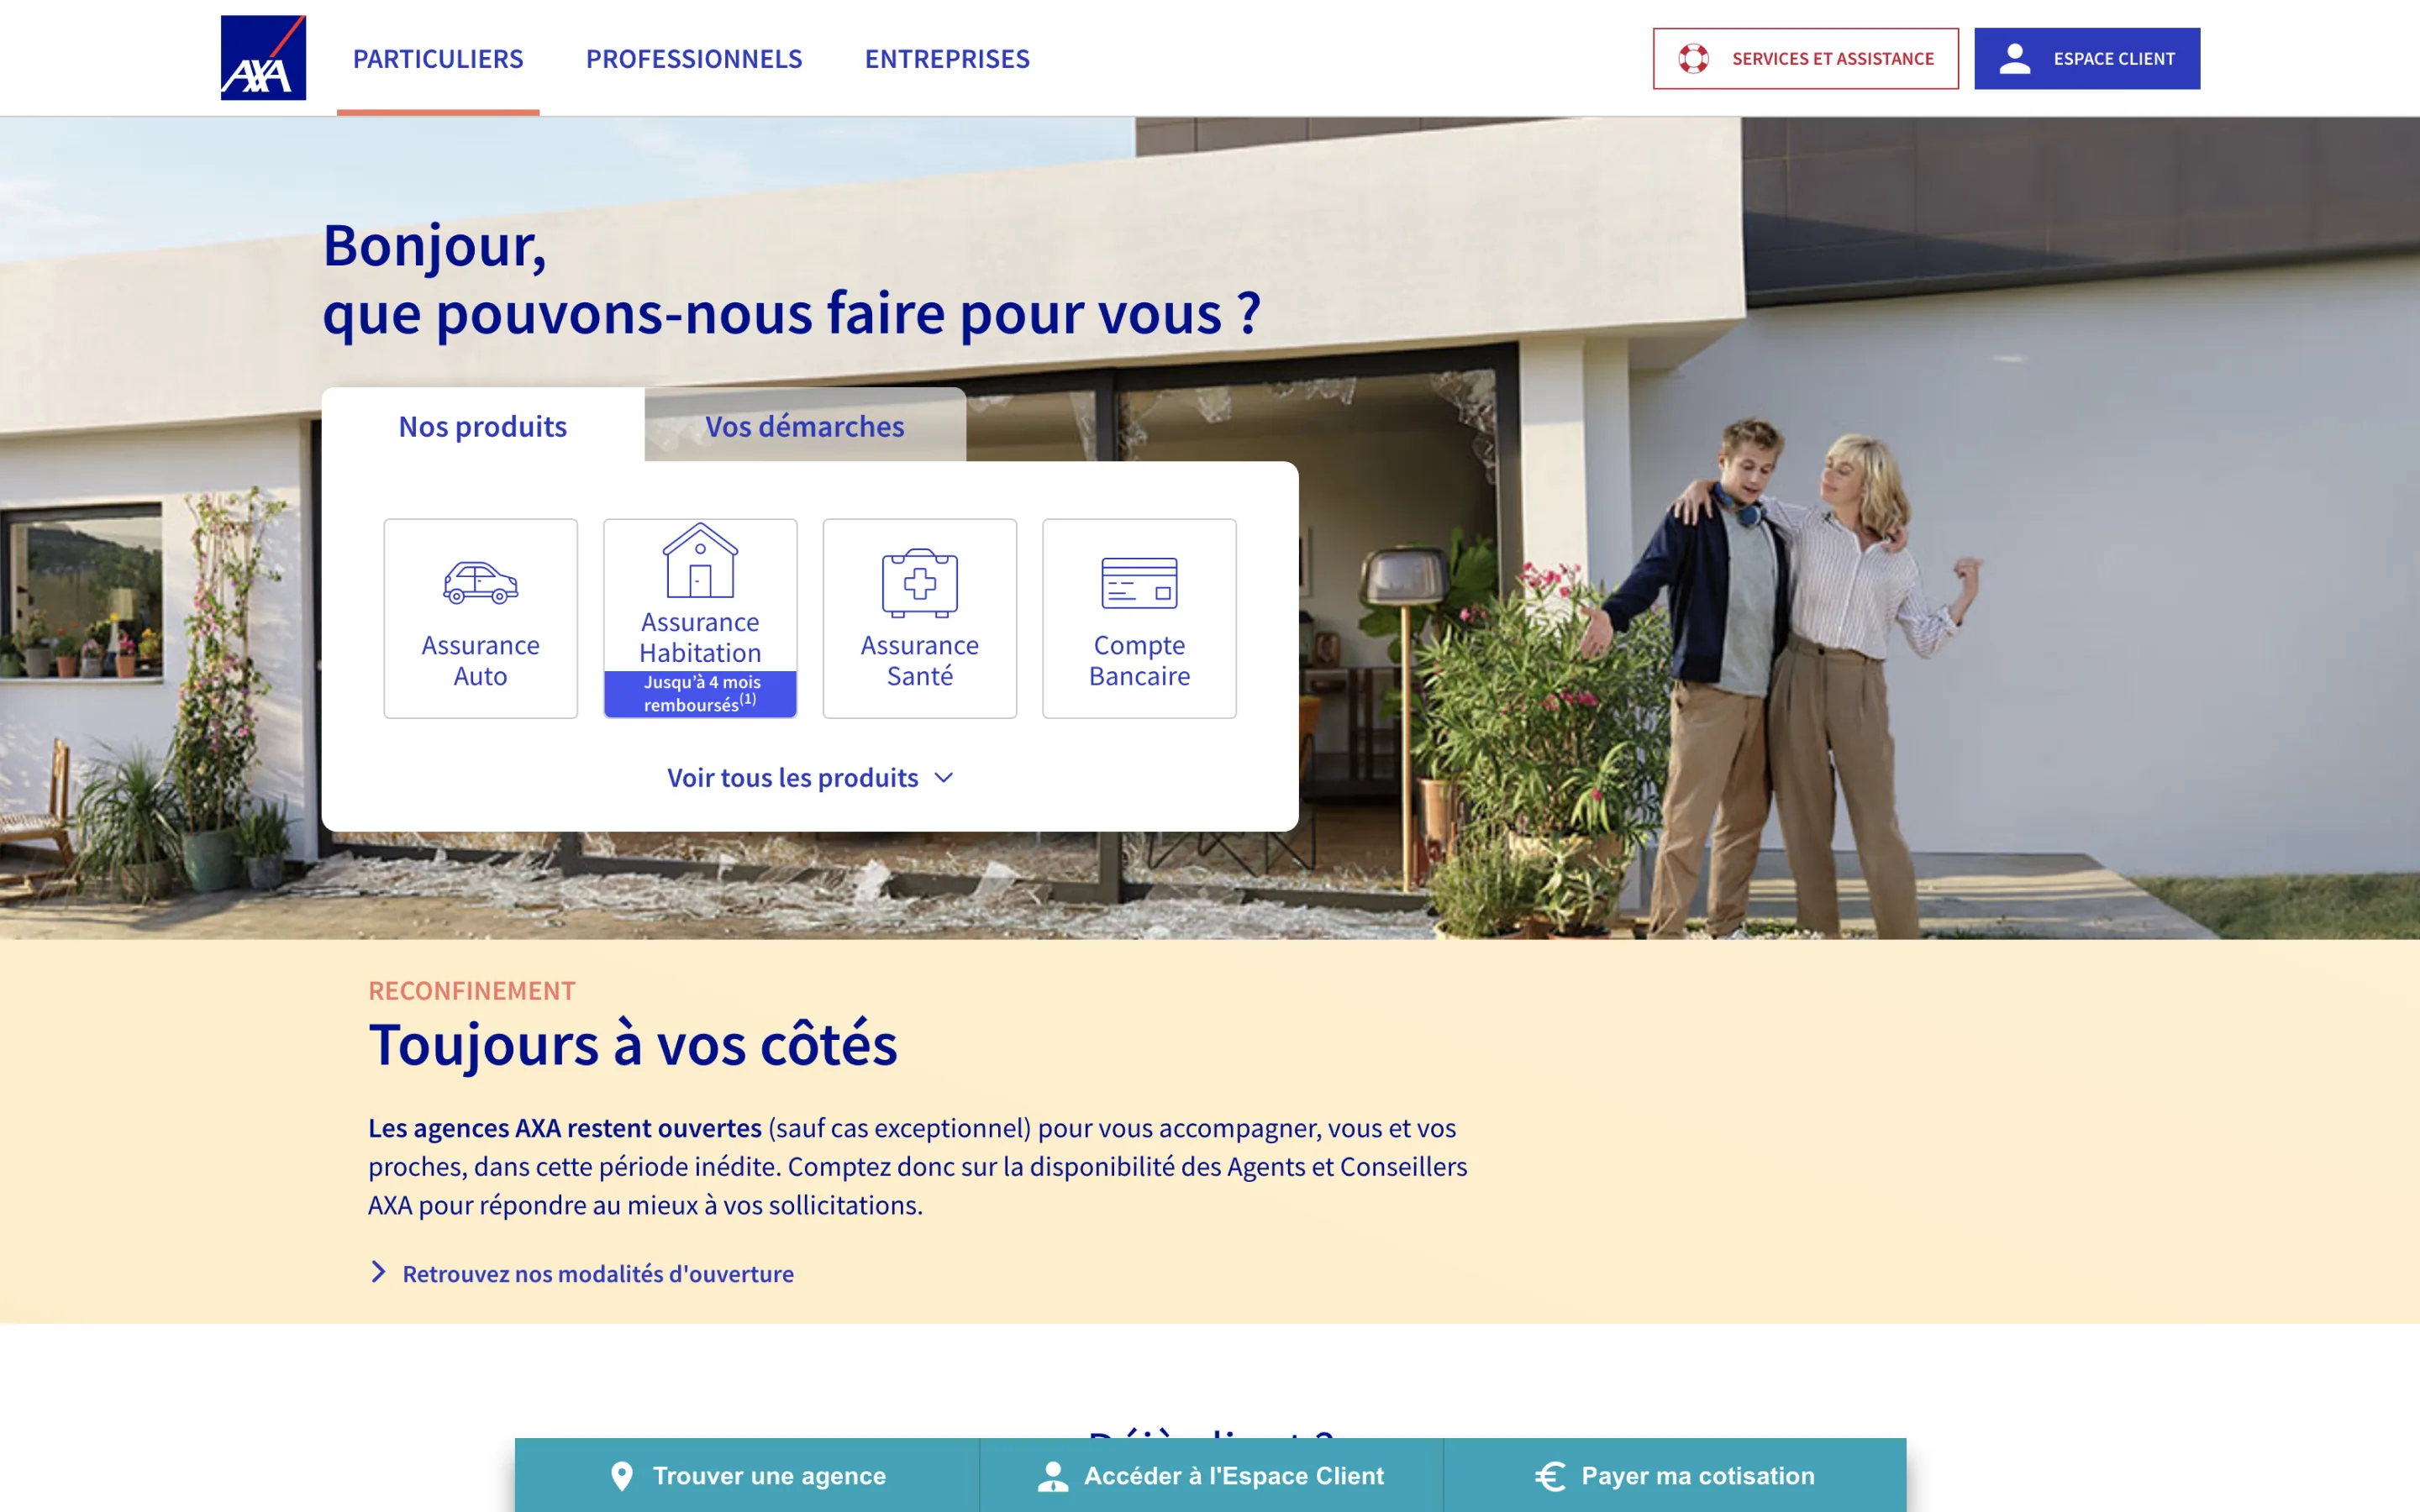 AXA
PARTICULIERS
PROFESSIONNELS
ENTREPRISES
SERVICES ET ASSISTANCE
ESPACE CLIENT
Bonjour,
que pouvons-nous faire pour vous ?
Nos produits
Vos démarches
Assurance
Auto
Assurance
Habitation
Jusqu'à 4 mois
remboursés(1)
Assurance
Santé
Compte
Bancaire
Voir tous les produits
RECONFINEMENT
Toujours à vos côtés
Les agences AXA restent ouvertes (sauf cas exceptionnel) pour vous accompagner, vous et vos
proches, dans cette période inédite. Comptez donc sur la disponibilité des Agents et Conseillers
AXA pour répondre au mieux à vos sollicitations.
Retrouvez nos modalités d'ouverture
Trouver une agence
Accéder à l'Espace Client
Payer ma cotisation